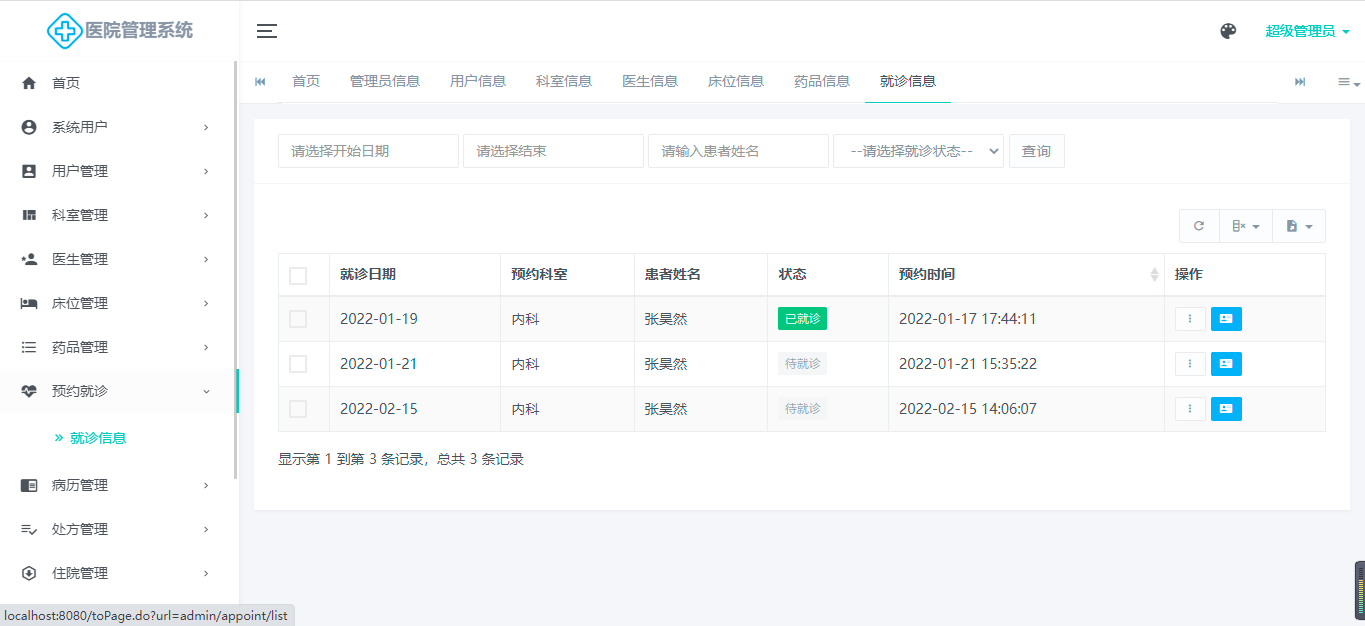 医院管理系统
超级管理员
首页
系统用户
用户管理
科室管理
医生管理
床位管理
药品管理
预约就诊
就诊信息
病历管理
处方管理
住院管理
首页 管理员信息 用户信息 科室信息 医生信息 床位信息 药品信息 就诊信息
请选择开始日期 请选择结束 请输入患者姓名 --请选择就诊状态-- 查询
就诊日期 预约科室 患者姓名 状态 预约时间 操作
2022-01-19 内科 张昊然 已就诊 2022-01-17 17:44:11
2022-01-21 内科 张昊然 待就诊 2022-01-21 15:35:22
2022-02-15 内科 张昊然 待就诊 2022-02-15 14:06:07
显示第 1 到第 3 条记录，总共 3 条记录
localhost:8080/toPage.do?url=admin/appoint/list